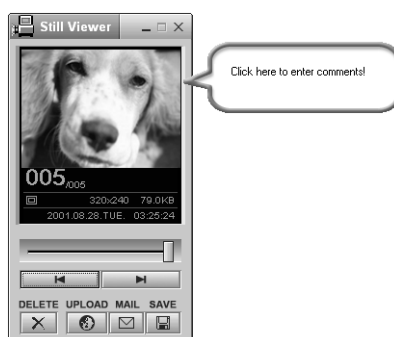 Still Viewer
Click here to enter comments!
005/005
320x240 79.0KB
2001.08.28.TUE. 03:25:24
DELETE UPLOAD MAIL SAVE